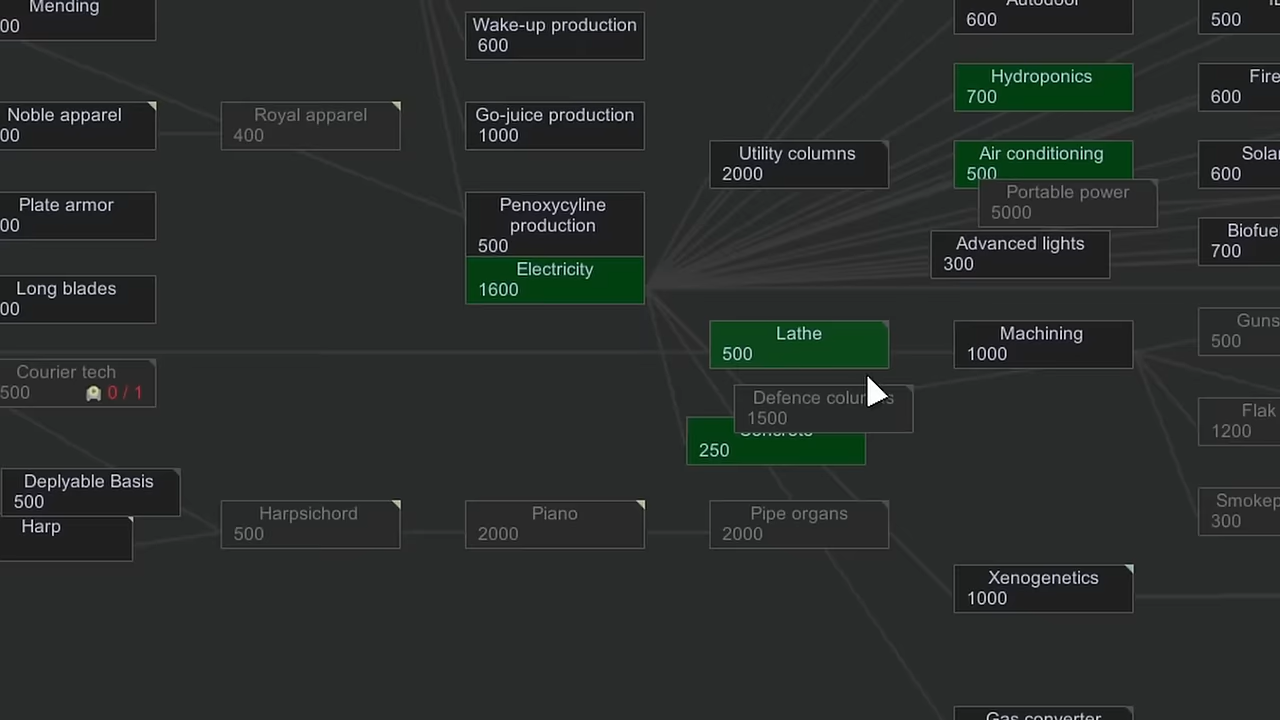 Mending
00
Noble apparel
00
Plate armor
00
Long blades
00
Courier tech
500
0 / 1
Deplyable Basis
500
Harp
Royal apparel
400
Harpsichord
500
Wake-up production
600
Go-juice production
1000
Penoxycyline
production
500
Electricity
1600
Piano
2000
Utility columns
2000
Lathe
500
Defence columns
1500
Concrete
250
Pipe organs
2000
Autodoor
600
Hydroponics
700
Air conditioning
500
Portable power
5000
Advanced lights
300
Machining
1000
Xenogenetics
1000
Gas converter
500
Fire
600
Sola
600
Biofue
700
Guns
500
Flak
1200
Smokep
300